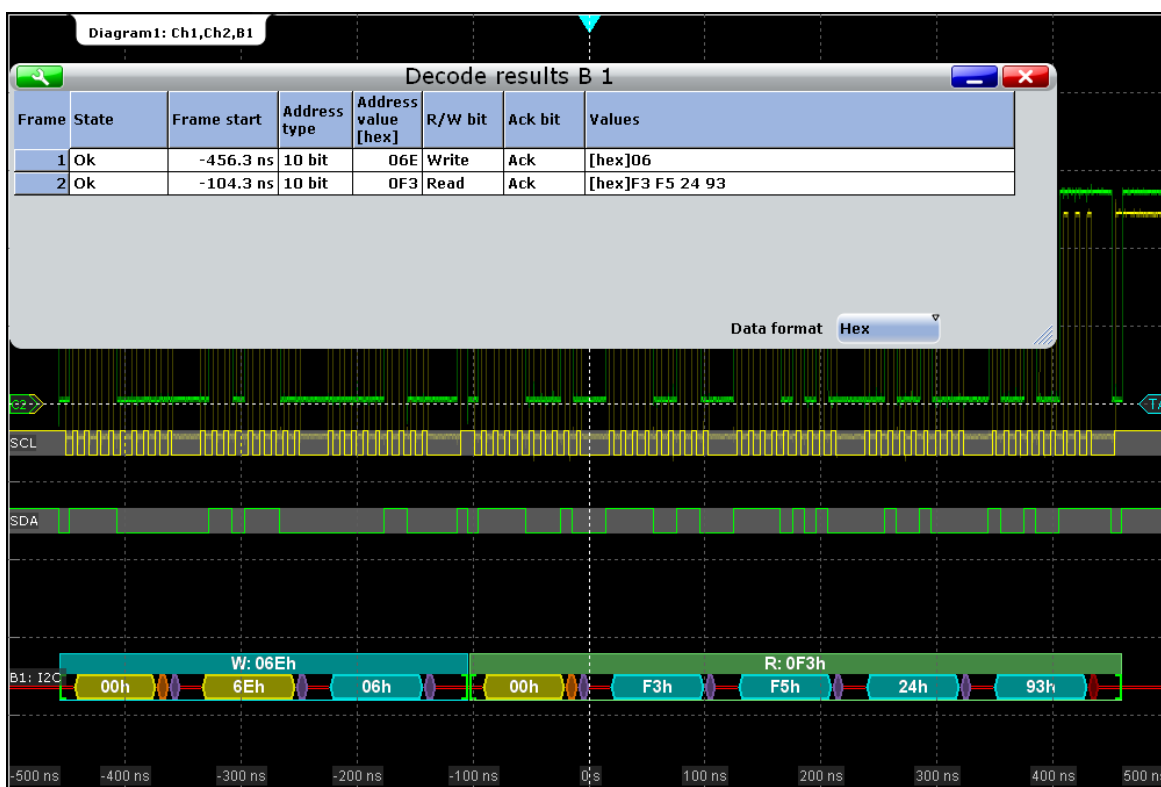 Diagram1: Ch1,Ch2,B1
Decode results B 1
Frame State Frame start Address type Address value [hex] R/W bit Ack bit Values
1 Ok -456.3 ns 10 bit 06E Write Ack [hex]06
2 Ok -104.3 ns 10 bit 0F3 Read Ack [hex]F3 F5 24 93
Data format Hex
C2
TA
SCL
SDA
W: 06Eh R: 0F3h
B1: I2C 00h 6Eh 06h 00h F3h F5h 24h 93h
-500 ns -400 ns -300 ns -200 ns -100 ns 0 s 100 ns 200 ns 300 ns 400 ns 500 n